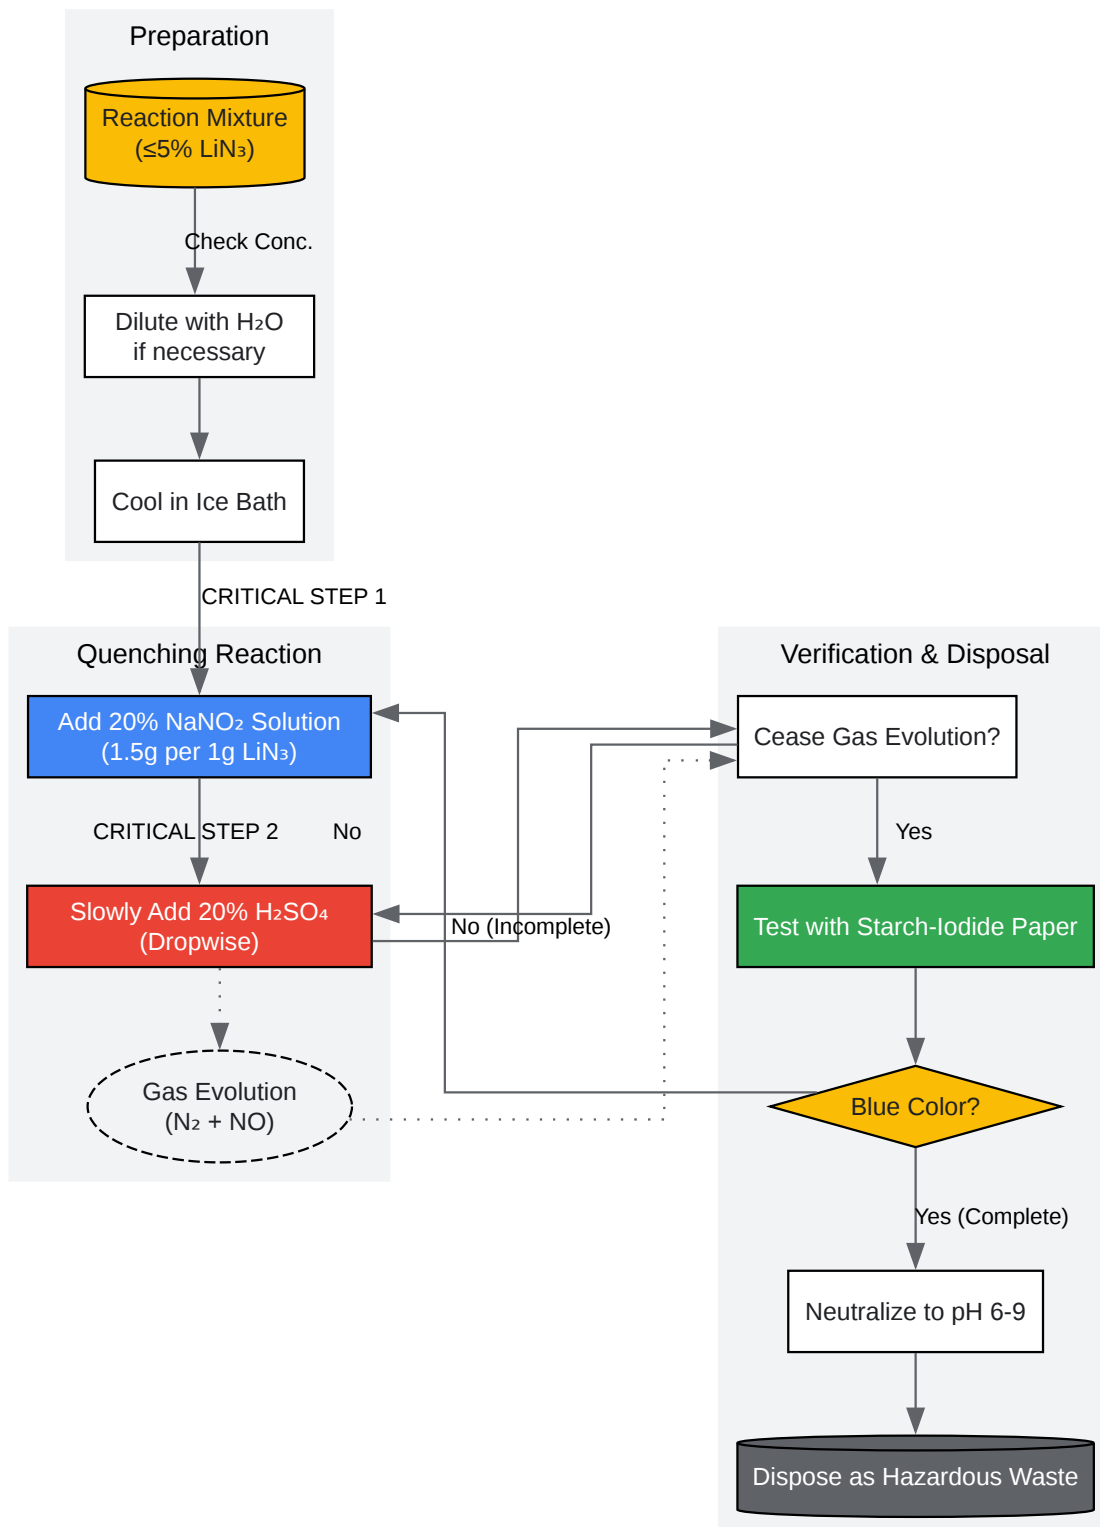 Preparation
Reaction Mixture
(≤5% LiN₃)
Check Conc.
Dilute with H₂O
if necessary
Cool in Ice Bath
CRITICAL STEP 1
Quenching Reaction
Add 20% NaNO₂ Solution
(1.5g per 1g LiN₃)
CRITICAL STEP 2
No
Slowly Add 20% H₂SO₄
(Dropwise)
No (Incomplete)
Gas Evolution
(N₂ + NO)
Verification & Disposal
Cease Gas Evolution?
Yes
Test with Starch-Iodide Paper
Blue Color?
Yes (Complete)
Neutralize to pH 6-9
Dispose as Hazardous Waste